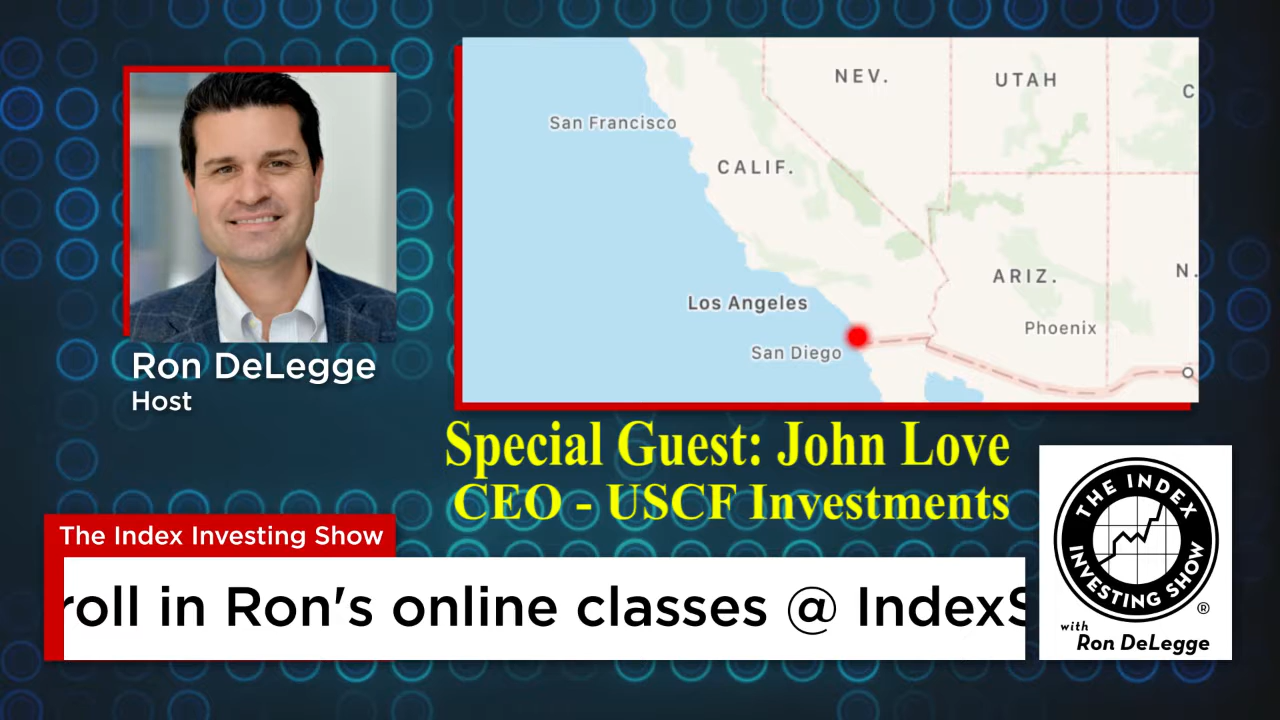 NEV.
UTAH
C
San Francisco
CALIF.
ARIZ.
N.
Los Angeles
Phoenix
San Diego
Ron DeLegge
Host
Special Guest: John Love
CEO - USCF Investments
The Index Investing Show
roll in Ron's online classes @ IndexS
THE INDEX
INVESTING SHOW
®
with
Ron DeLegge